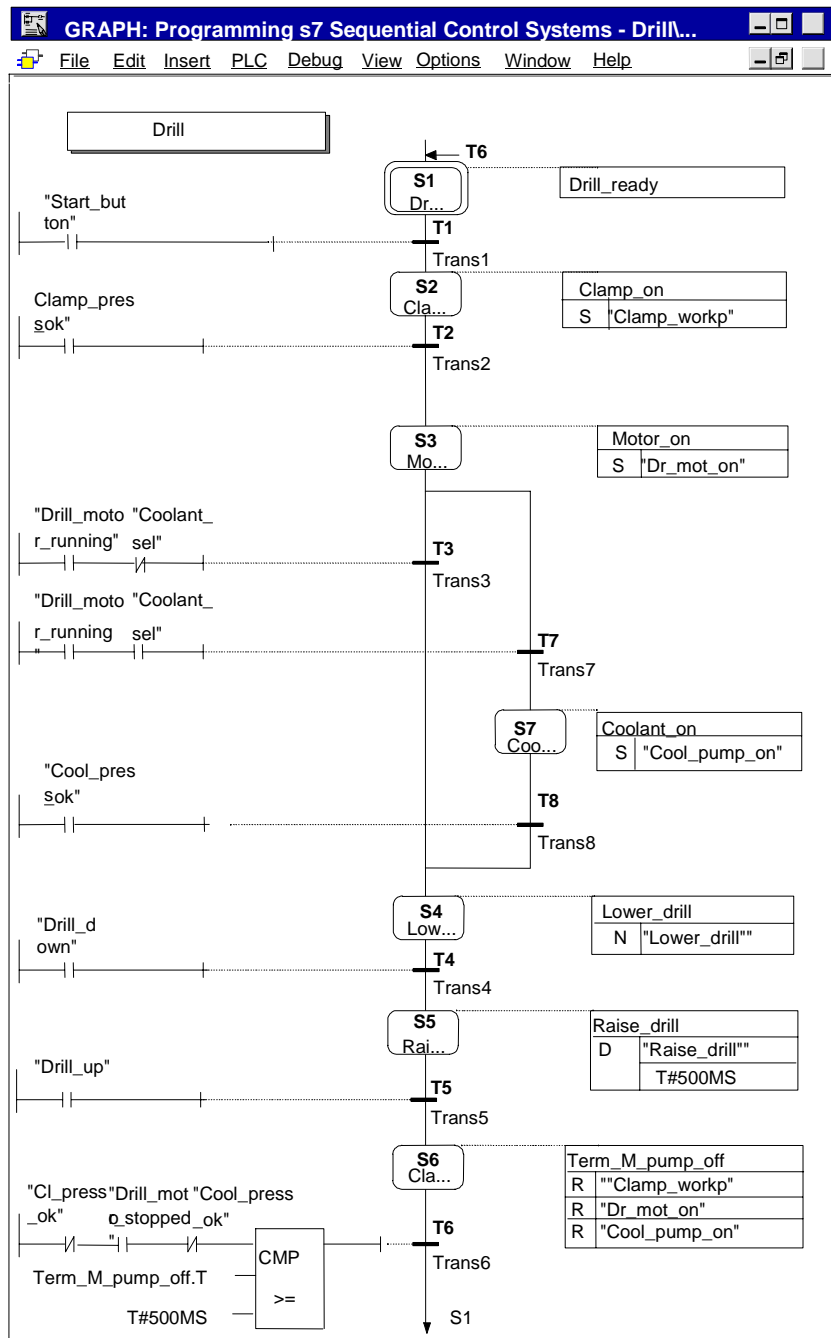 GRAPH: Programming s7 Sequential Control Systems - Drill\...
File Edit Insert PLC Debug View Options Window Help
Drill
T6
S1
Dr...
Drill_ready
"Start_but
ton"
T1
Trans1
S2
Cla...
Clamp_on
S "Clamp_workp"
Clamp_pres
sok"
T2
Trans2
S3
Mo...
Motor_on
S "Dr_mot_on"
"Drill_moto "Coolant_
r_running" sel"
T3
Trans3
"Drill_moto "Coolant_
r_running sel"
"
T7
Trans7
S7
Coo...
Coolant_on
S "Cool_pump_on"
"Cool_pres
sok"
T8
Trans8
S4
Low...
Lower_drill
N "Lower_drill""
"Drill_d
own"
T4
Trans4
S5
Rai...
Raise_drill
D "Raise_drill""
T#500MS
"Drill_up"
T5
Trans5
S6
Cla...
Term_M_pump_off
R ""Clamp_workp"
R "Dr_mot_on"
R "Cool_pump_on"
"Cl_press "Drill_mot "Cool_press
_ok" o_stopped _ok"
"
T6
Trans6
CMP
>=
Term_M_pump_off.T
T#500MS
S1